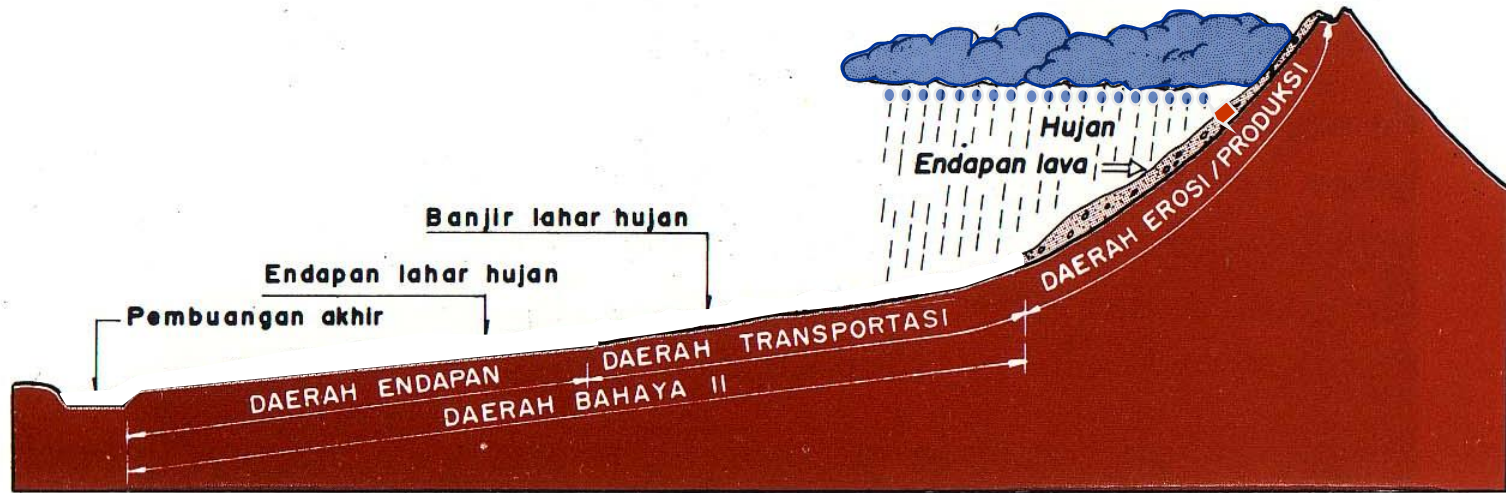 Hujan
Endapan lava
Banjir lahar hujan
Endapan lahar hujan
Pembuangan akhir
DAERAH EROSI/PRODUKSI
DAERAH TRANSPORTASI
DAERAH ENDAPAN
DAERAH BAHAYA II